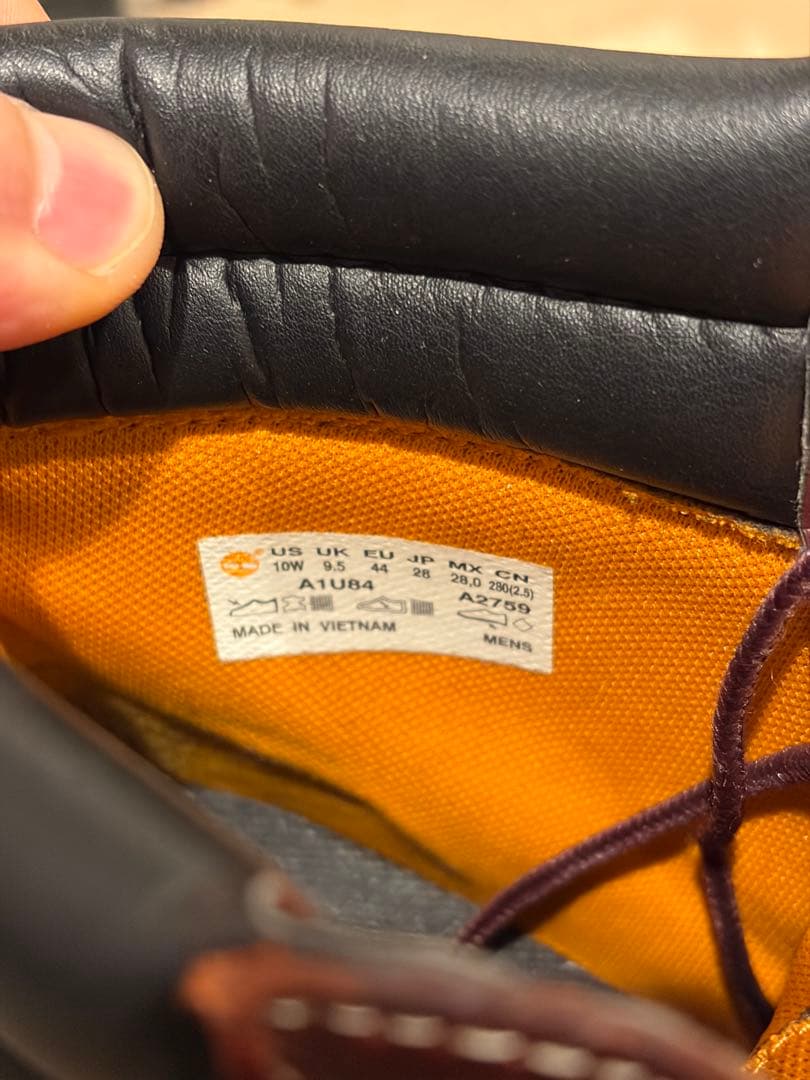 US UK EU JP MX CN
10W 9.5 44 28 28.0 280(2.5)
A1U84 A2759
MADE IN VIETNAM MENS